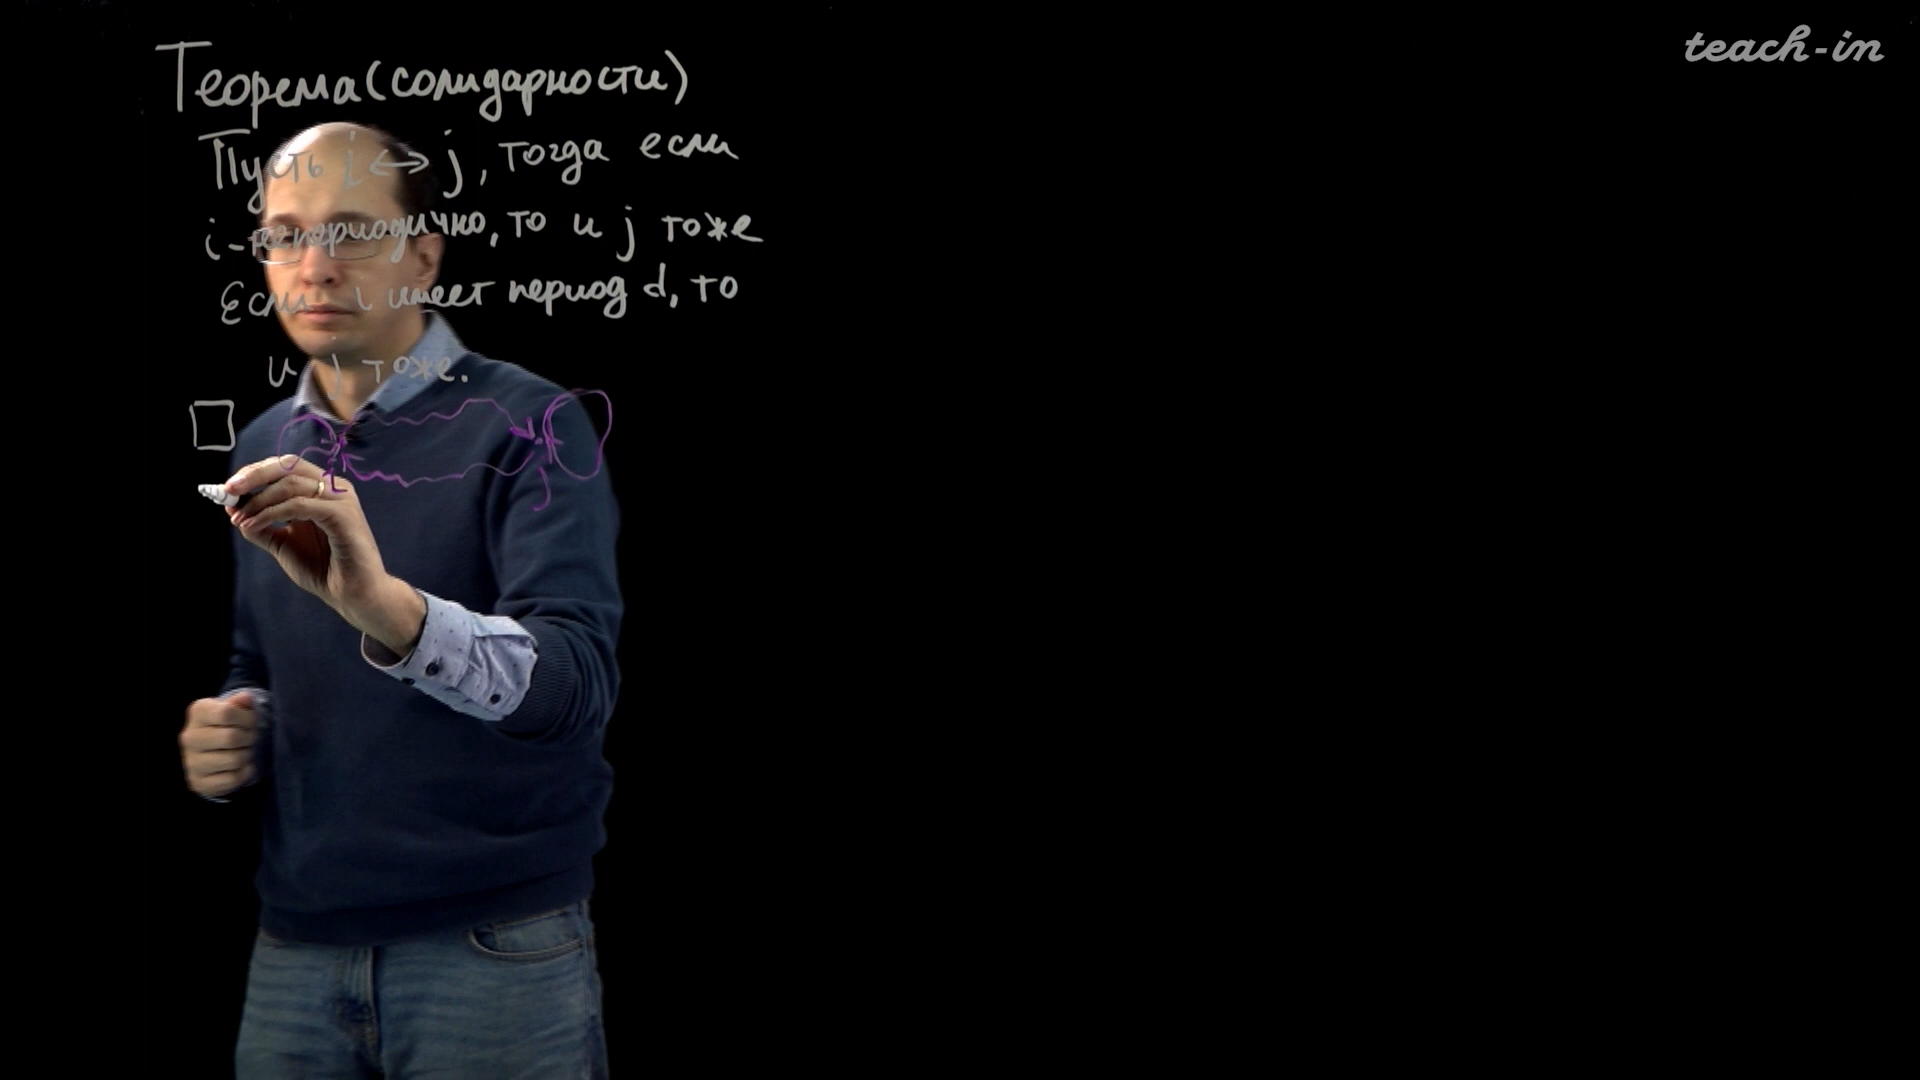 teach-in
Теорема (солидарности)
Пусть i ↔ j, тогда если
i - непериодично, то и j тоже
Если i имеет период d, то
и j тоже.
i
j